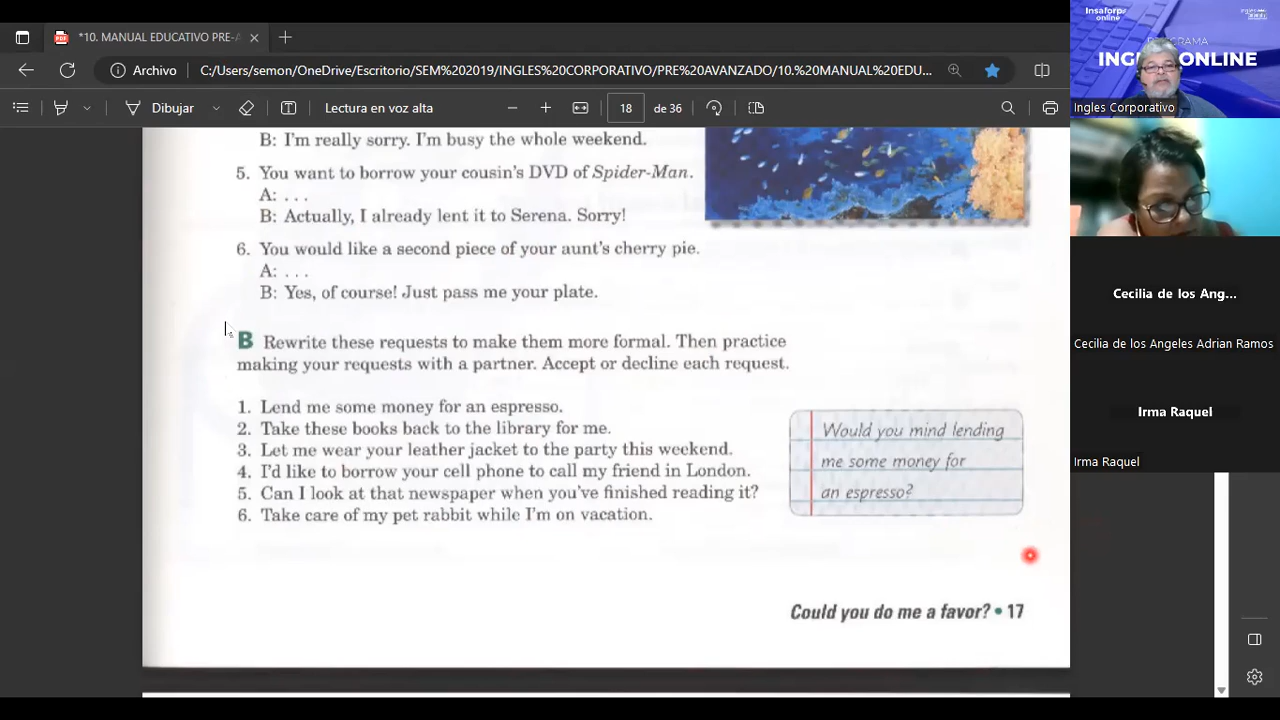 *10. MANUAL EDUCATIVO PRE-A
Archivo
C:/Users/semon/OneDrive/Escritorio/SEM%20%2019/INGLES%20CORPORATIVO/PRE%20AVANZADO/10.%20MANUAL%20EDU...
Dibujar
Lectura en voz alta
18
de 36
B: I'm really sorry. I'm busy the whole weekend.
5. You want to borrow your cousin's DVD of Spider-Man.
A: . . .
B: Actually, I already lent it to Serena. Sorry!
6. You would like a second piece of your aunt's cherry pie.
A: . . .
B: Yes, of course! Just pass me your plate.
B Rewrite these requests to make them more formal. Then practice
making your requests with a partner. Accept or decline each request.
1. Lend me some money for an espresso.
2. Take these books back to the library for me.
3. Let me wear your leather jacket to the party this weekend.
4. I'd like to borrow your cell phone to call my friend in London.
5. Can I look at that newspaper when you've finished reading it?
6. Take care of my pet rabbit while I'm on vacation.
Would you mind lending
me some money for
an espresso?
Could you do me a favor? • 17
Insaforp
online
INGLES ONLINE
Ingles Corporativo
Cecilia de los Ang...
Cecilia de los Angeles Adrian Ramos
Irma Raquel
Irma Raquel